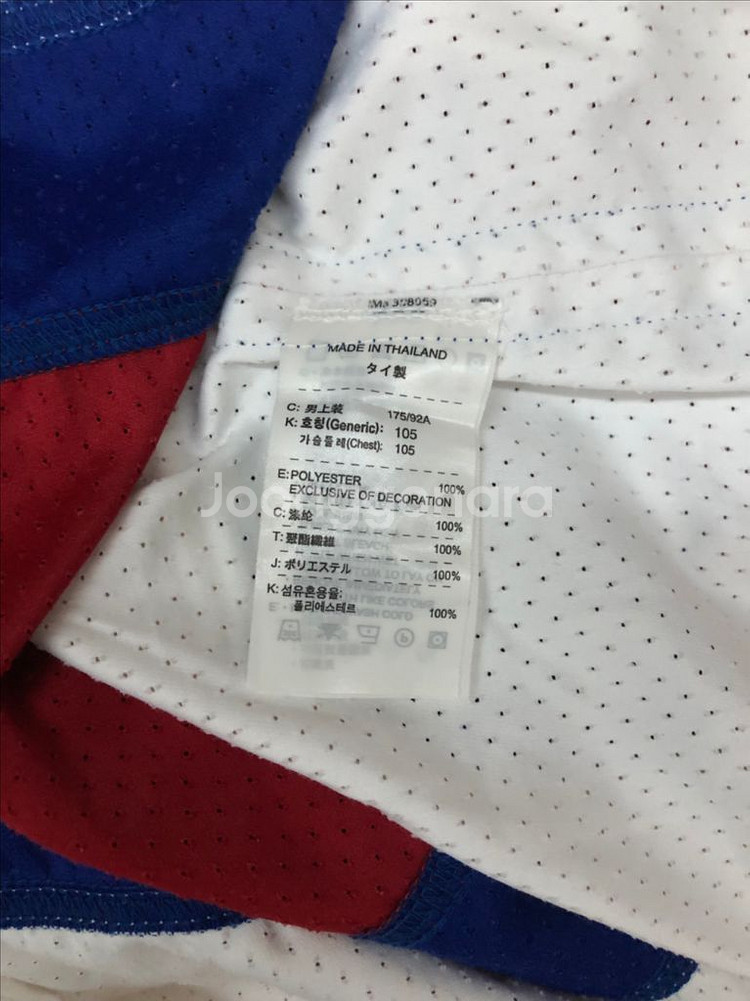 MADE IN THAILAND
タイ製
C: 男上装 175/92A
K: 호칭(Generic): 105
가슴둘레(Chest): 105
E: POLYESTER 100%
EXCLUSIVE OF DECORATION
C: 涤纶 100%
T: 聚酯纖維 100%
J: ポリエステル 100%
K: 섬유혼용율:
폴리에스테르 100%